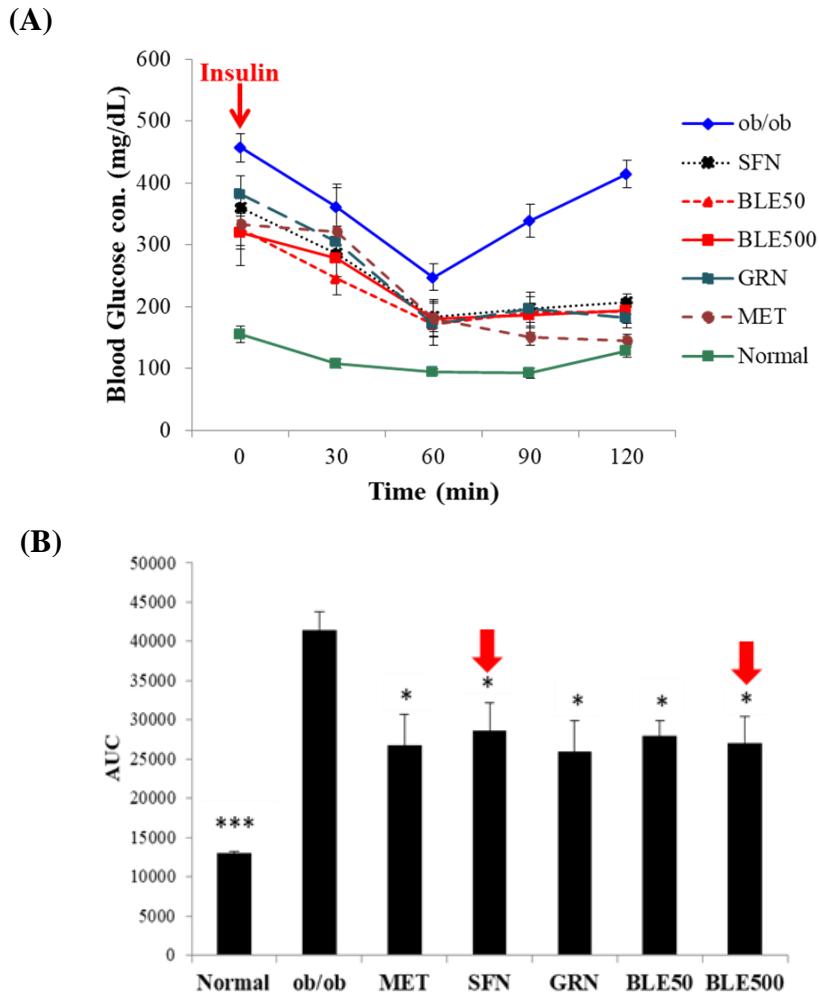 (A)
600
500
400
300
200
100
0
Blood Glucose con. (mg/dL)
Insulin
0 30 60 90 120
Time (min)
ob/ob
SFN
BLE50
BLE500
GRN
MET
Normal
(B)
50000
45000
40000
35000
30000
25000
20000
15000
10000
5000
0
AUC
***
*
*
*
*
*
Normal ob/ob MET SFN GRN BLE50 BLE500